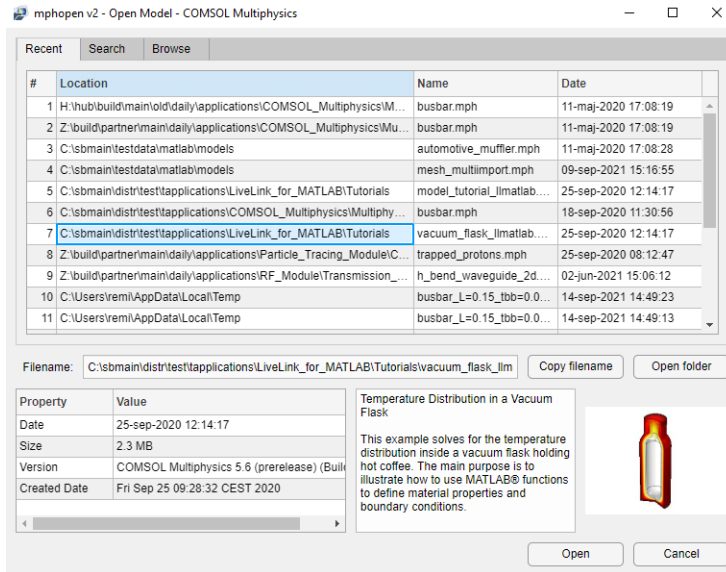 mphopen v2 - Open Model - COMSOL Multiphysics
Recent Search Browse
# Location Name Date
1 H:\hub\build\main\old\daily\applications\COMSOL_Multiphysics\M... busbar.mph 11-maj-2020 17:08:19
2 Z:\build\partner\main\daily\applications\COMSOL_Multiphysics\Mu... busbar.mph 11-maj-2020 17:08:19
3 C:\sbmain\testdata\matlab\models automotive_muffler.mph 11-maj-2020 17:08:28
4 C:\sbmain\testdata\matlab\models mesh_multiimport.mph 09-sep-2021 15:16:55
5 C:\sbmain\distr\test\tapplications\LiveLink_for_MATLAB\Tutorials model_tutorial_llmatlab.... 25-sep-2020 12:14:17
6 C:\sbmain\distr\test\tapplications\COMSOL_Multiphysics\Multiphy... busbar.mph 18-sep-2020 11:30:56
7 C:\sbmain\distr\test\tapplications\LiveLink_for_MATLAB\Tutorials vacuum_flask_llmatlab.... 25-sep-2020 12:14:17
8 Z:\build\partner\main\daily\applications\Particle_Tracing_Module\C... trapped_protons.mph 25-sep-2020 08:12:47
9 Z:\build\partner\main\daily\applications\RF_Module\Transmission_... h_bend_waveguide_2d.... 02-jun-2021 15:06:12
10 C:\Users\remi\AppData\Local\Temp busbar_L=0.15_tbb=0.0... 14-sep-2021 14:49:23
11 C:\Users\remi\AppData\Local\Temp busbar_L=0.15_tbb=0.0... 14-sep-2021 14:49:13
Filename: C:\sbmain\distr\test\tapplications\LiveLink_for_MATLAB\Tutorials\vacuum_flask_llm Copy filename Open folder
Property Value
Date 25-sep-2020 12:14:17
Size 2.3 MB
Version COMSOL Multiphysics 5.6 (prerelease) (Build
Created Date Fri Sep 25 09:28:32 CEST 2020
Temperature Distribution in a Vacuum
Flask
This example solves for the temperature
distribution inside a vacuum flask holding
hot coffee. The main purpose is to
illustrate how to use MATLAB® functions
to define material properties and
boundary conditions.
Open Cancel